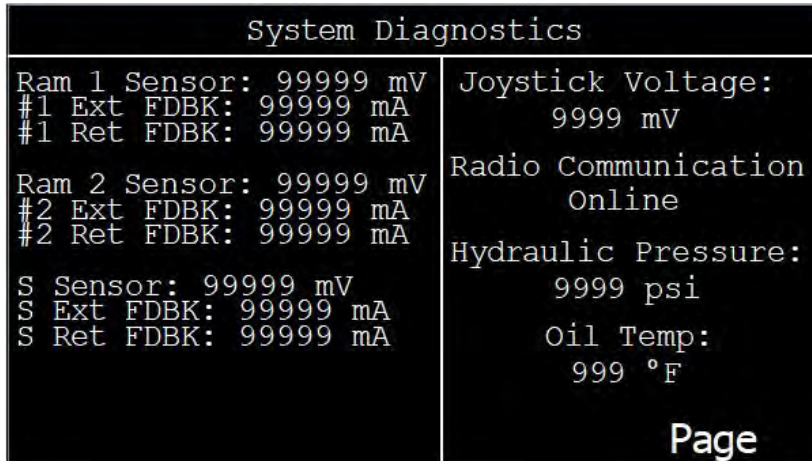 System Diagnostics
Ram 1 Sensor: 99999 mV
#1 Ext FDBK: 99999 mA
#1 Ret FDBK: 99999 mA
Ram 2 Sensor: 99999 mV
#2 Ext FDBK: 99999 mA
#2 Ret FDBK: 99999 mA
S Sensor: 99999 mV
S Ext FDBK: 99999 mA
S Ret FDBK: 99999 mA
Joystick Voltage:
9999 mV
Radio Communication
Online
Hydraulic Pressure:
9999 psi
Oil Temp:
999 °F
Page